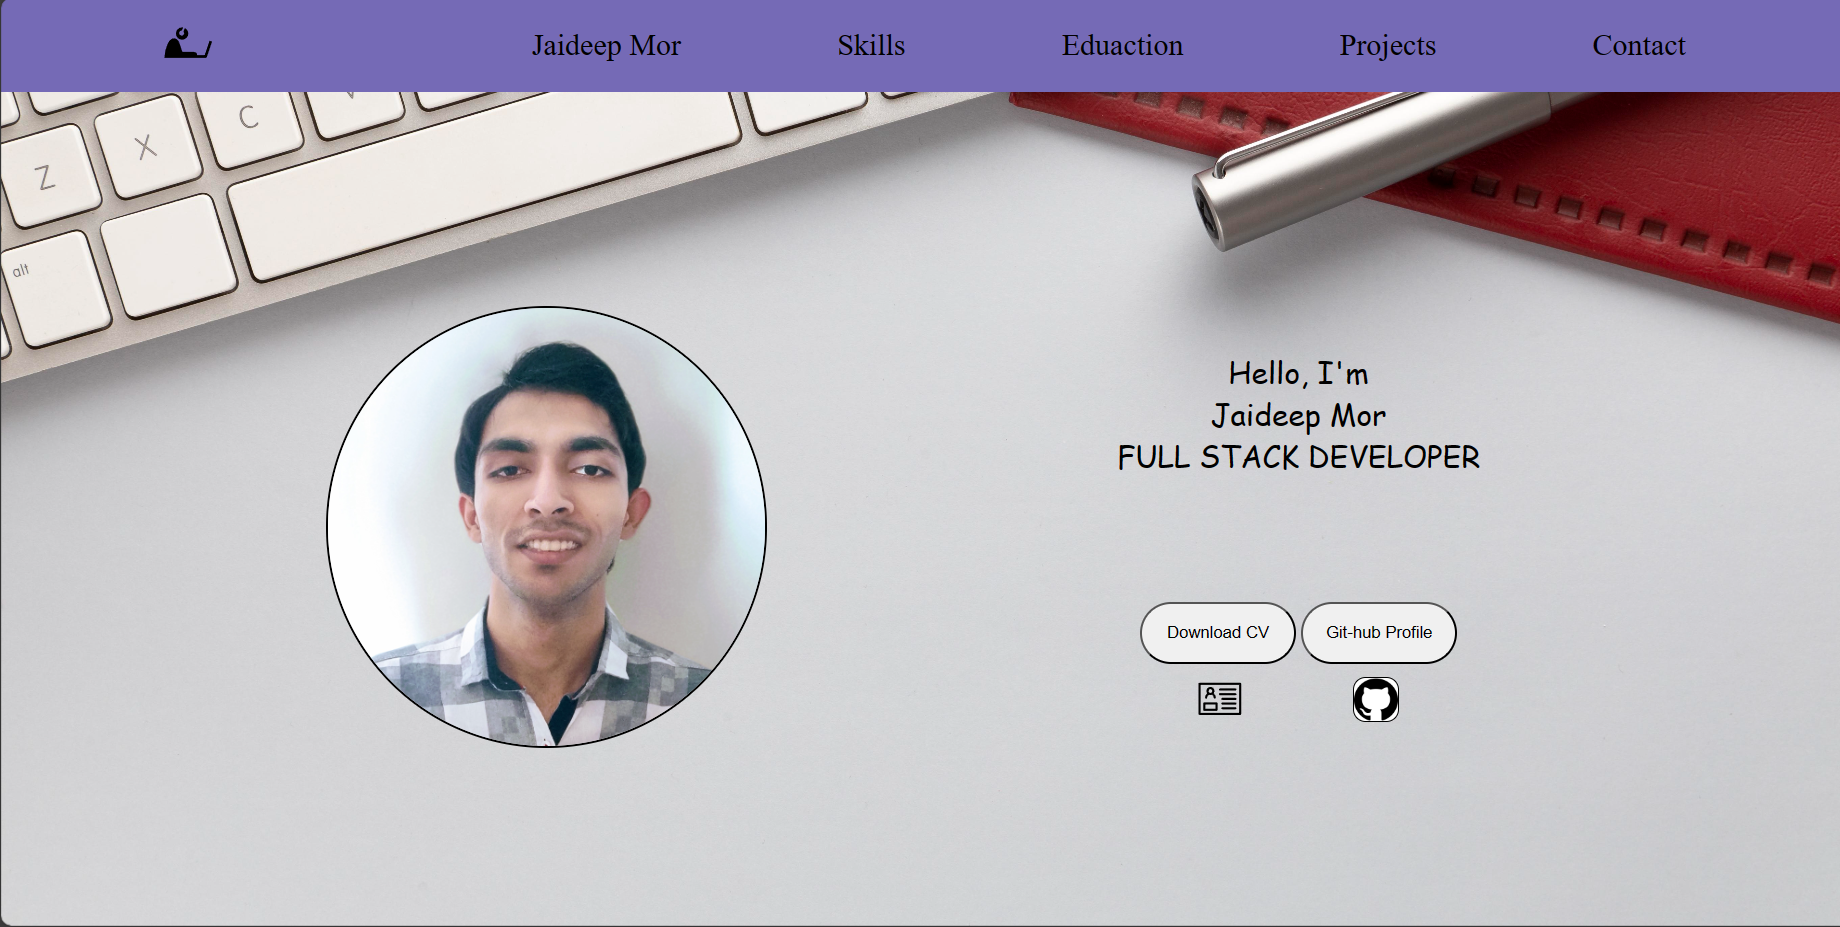 Jaideep Mor Skills Eduaction Projects Contact
Z X C V
alt
Hello, I'm
Jaideep Mor
FULL STACK DEVELOPER
Download CV Git-hub Profile